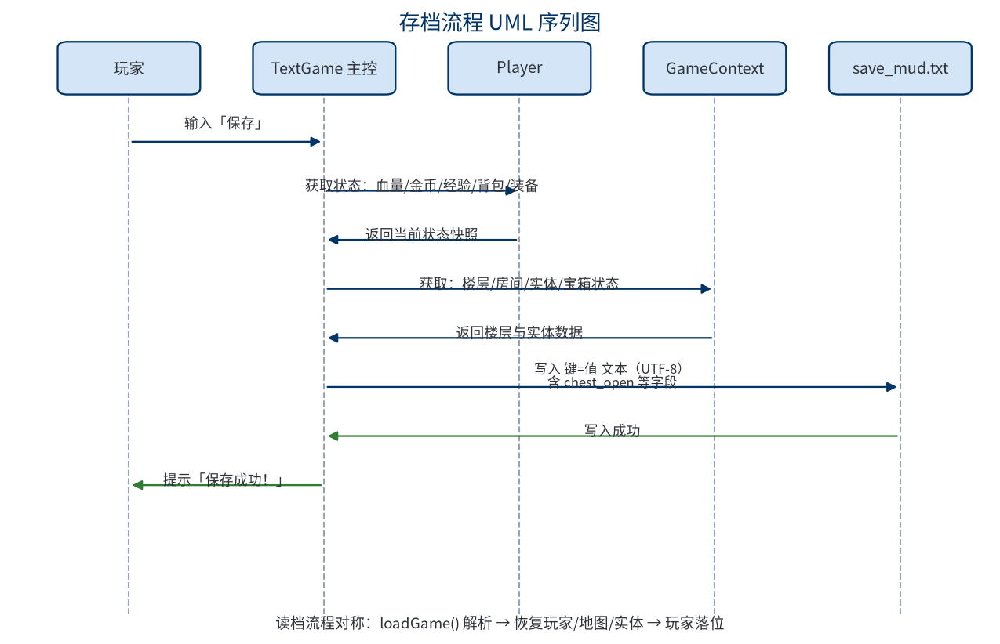 存档流程 UML 序列图
玩家
TextGame 主控
Player
GameContext
save_mud.txt
输入「保存」
获取状态：血量/金币/经验/背包/装备
返回当前状态快照
获取：楼层/房间/实体/宝箱状态
返回楼层与实体数据
写入 键=值 文本（UTF-8）
含 chest_open 等字段
写入成功
提示「保存成功！」
读档流程对称：loadGame() 解析 → 恢复玩家/地图/实体 → 玩家落位